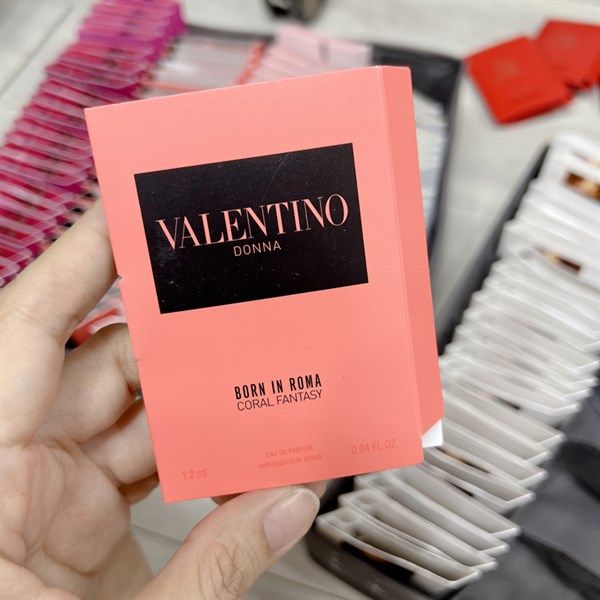 VALENTINO
DONNA
BORN IN ROMA
CORAL FANTASY
EAU DE PARFUM
VAPORISATEUR SPRAY
1.2 ml
0.04 FL.OZ.